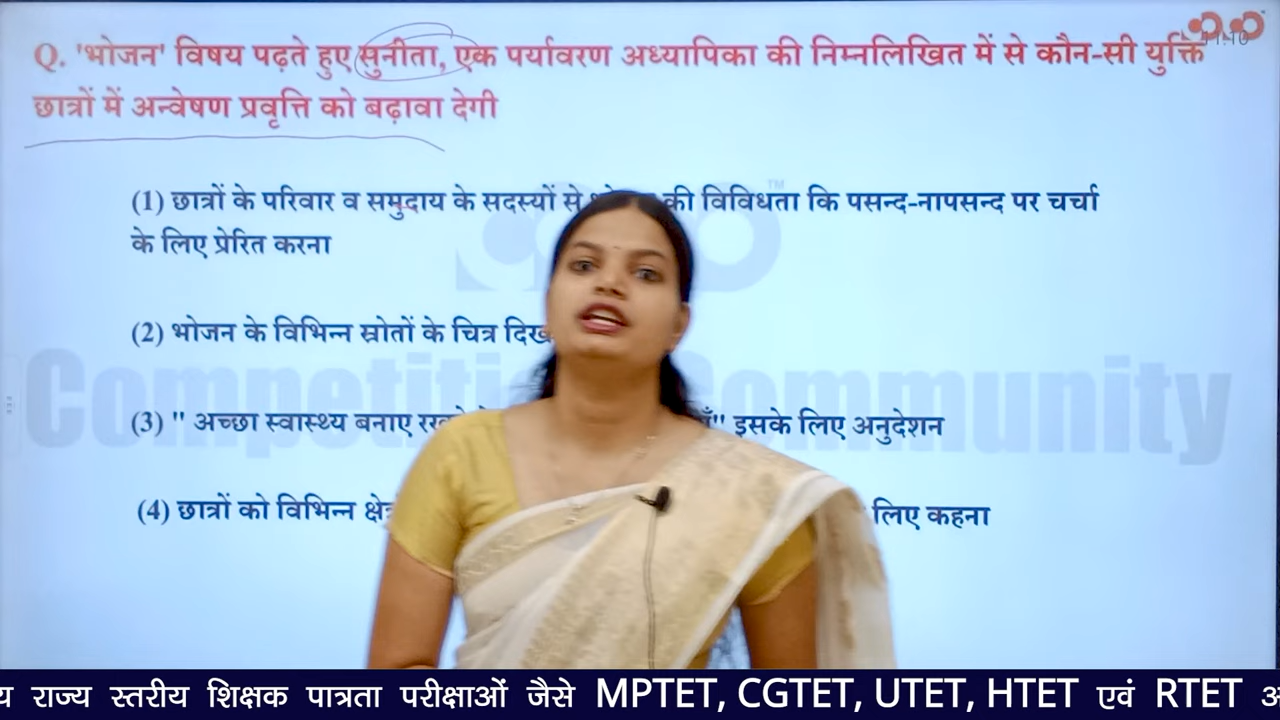 Q. 'भोजन' विषय पढ़ते हुए सुनीता, एक पर्यावरण अध्यापिका की निम्नलिखित में से कौन-सी युक्ति
छात्रों में अन्वेषण प्रवृत्ति को बढ़ावा देगी
(1) छात्रों के परिवार व समुदाय के सदस्यों से की विविधता कि पसन्द-नापसन्द पर चर्चा
के लिए प्रेरित करना
(2) भोजन के विभिन्न स्रोतों के चित्र
(3) " अच्छा स्वास्थ्य बनाए " इसके लिए अनुदेशन
(4) छात्रों को विभिन्न लिए कहना
Community
राज्य स्तरीय शिक्षक पात्रता परीक्षाओं जैसे MPTET, CGTET, UTET, HTET एवं RTET